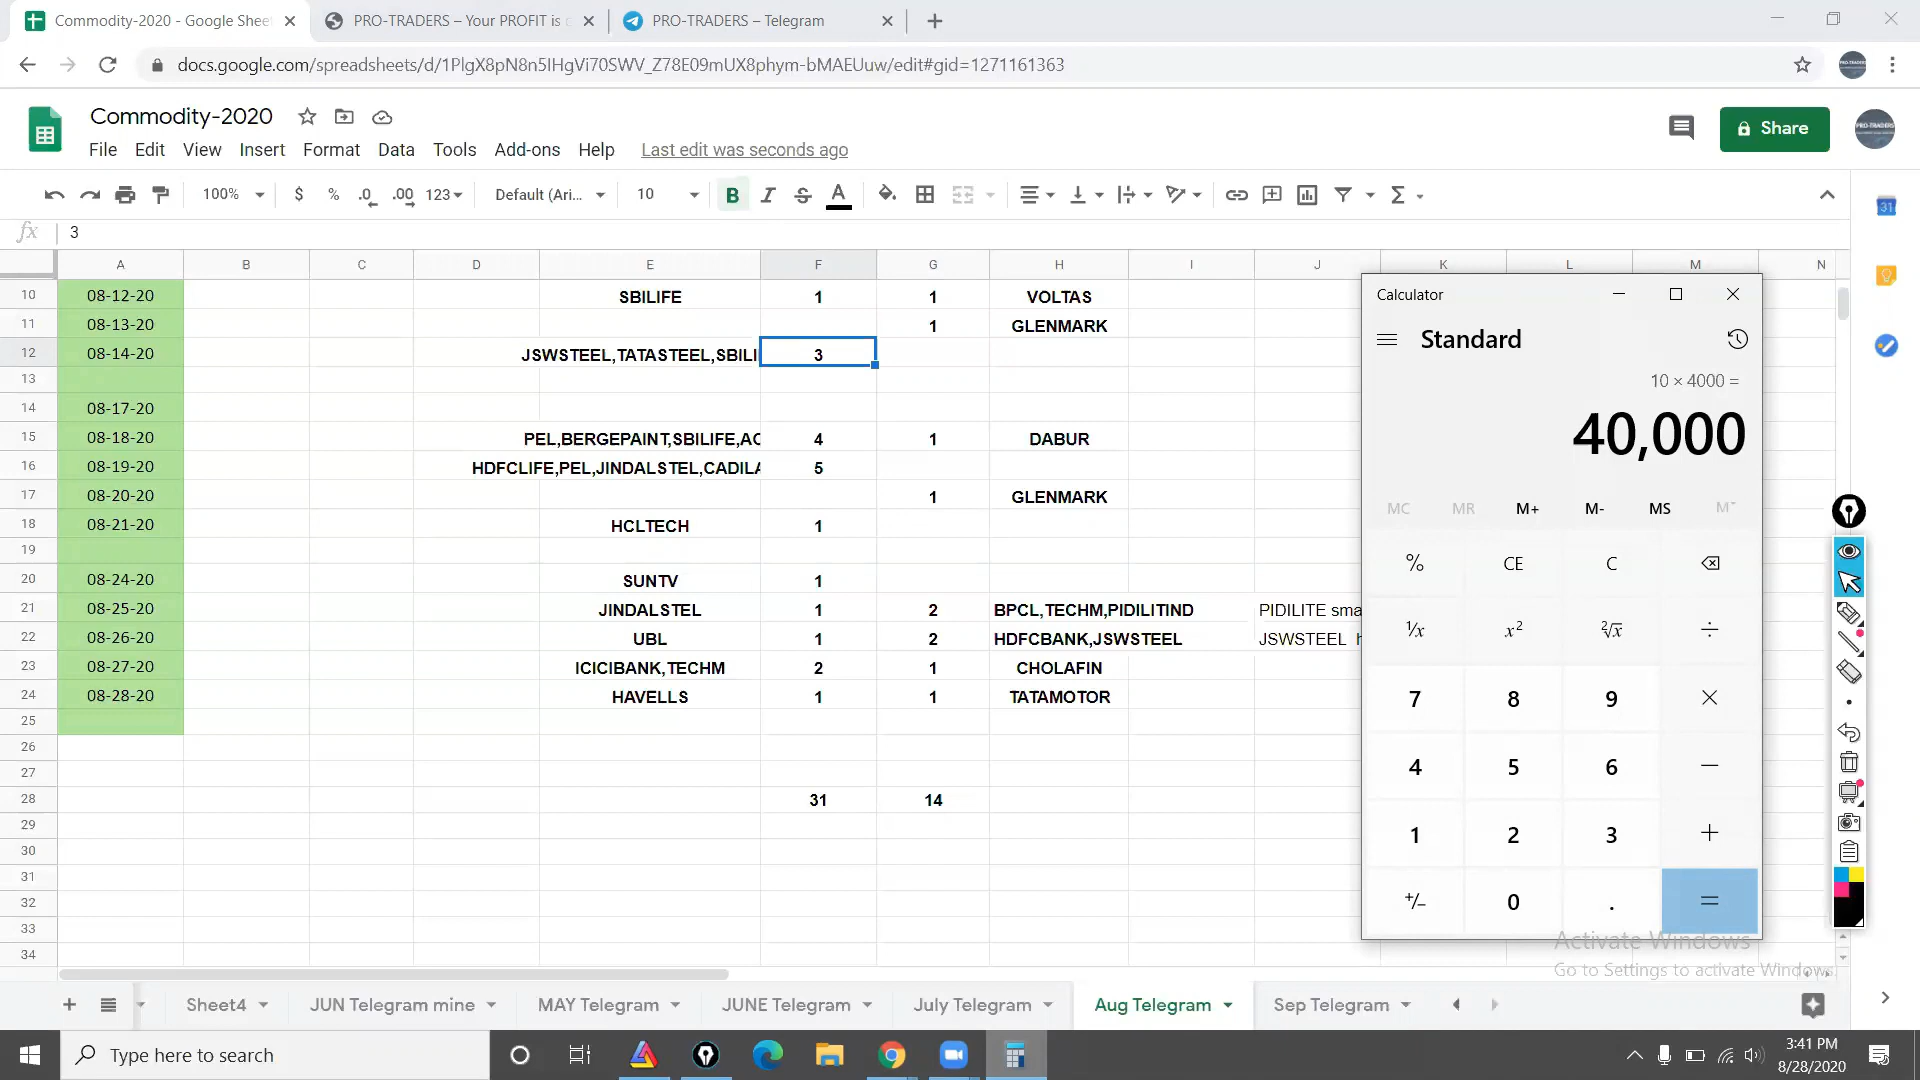 Commodity-2020 - Google Shee
PRO-TRADERS – Your PROFIT is o
PRO-TRADERS – Telegram
docs.google.com/spreadsheets/d/1PlgX8pN8n5IHgVi70SWV_Z78E09mUX8phym-bMAEUuw/edit#gid=1271161363
Commodity-2020
Share
File Edit View Insert Format Data Tools Add-ons Help Last edit was seconds ago
100% $ % .0 .00 123 Default (Ari... 10 B I S A
fx 3
A B C D E F G H I J K L M N
10 08-12-20 SBILIFE 1 1 VOLTAS
11 08-13-20 1 GLENMARK
12 08-14-20 JSWSTEEL,TATASTEEL,SBILI 3
13
14 08-17-20
15 08-18-20 PEL,BERGEPAINT,SBILIFE,AC 4 1 DABUR
16 08-19-20 HDFCLIFE,PEL,JINDALSTEL,CADILA 5
17 08-20-20 1 GLENMARK
18 08-21-20 HCLTECH 1
19
20 08-24-20 SUNTV 1
21 08-25-20 JINDALSTEL 1 2 BPCL,TECHM,PIDILITIND PIDILITE sma
22 08-26-20 UBL 1 2 HDFCBANK,JSWSTEEL JSWSTEEL h
23 08-27-20 ICICIBANK,TECHM 2 1 CHOLAFIN
24 08-28-20 HAVELLS 1 1 TATAMOTOR
25
26
27
28 31 14
29
30
31
32
33
34
Calculator
Standard
10 × 4000 =
40,000
MC MR M+ M- MS M
% CE C
¹/x x² ²√x ÷
7 8 9 ×
4 5 6 −
1 2 3 +
+/− 0 . =
Activate Windows
Go to Settings to activate Windows.
Sheet4 JUN Telegram mine MAY Telegram JUNE Telegram July Telegram Aug Telegram Sep Telegram
Type here to search
3:41 PM
8/28/2020